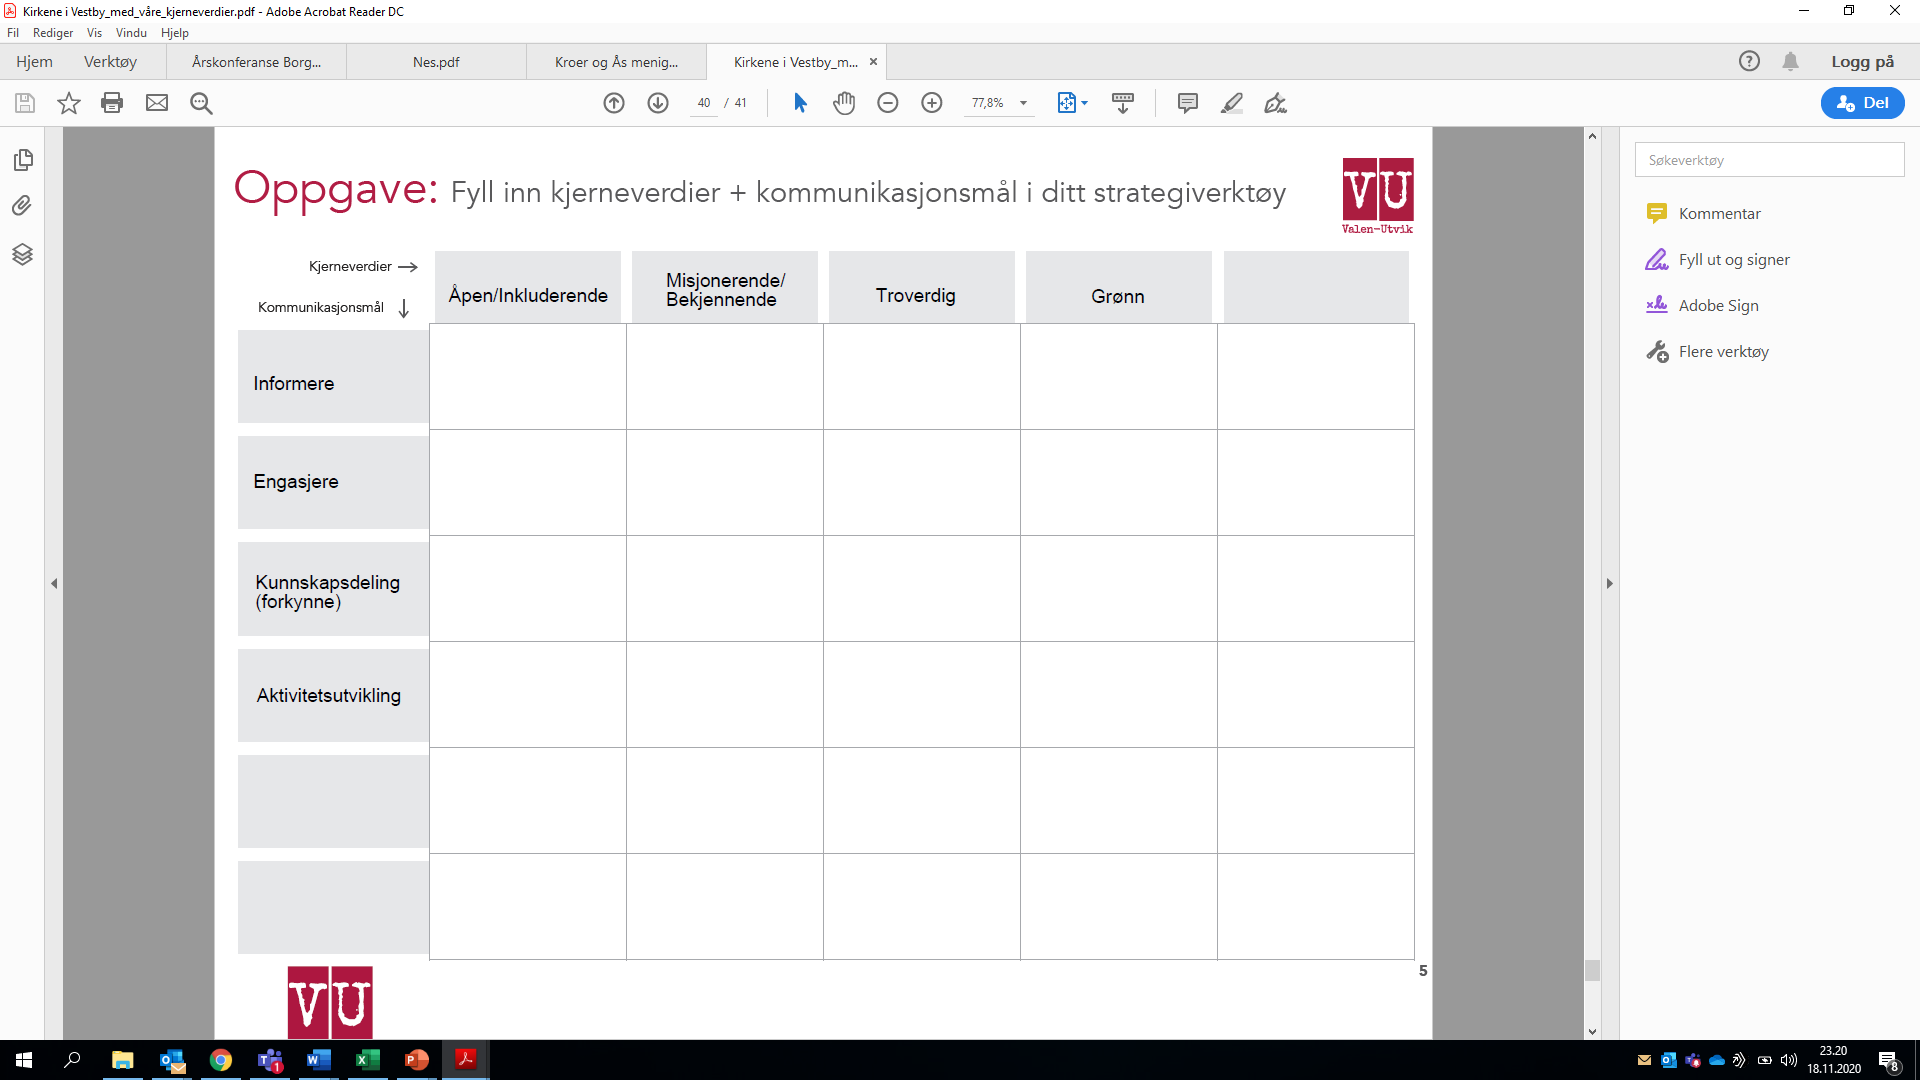 Kirkene i Vestby_med_våre_kjerneverdier.pdf - Adobe Acrobat Reader DC
Fil Rediger Vis Vindu Hjelp
Hjem Verktøy Årskonferanse Borg... Nes.pdf Kroer og Ås menig... Kirkene i Vestby_m... Logg på
40 / 41 77,8% Del
Søkeverktøy
Kommentar
Fyll ut og signer
Adobe Sign
Flere verktøy
Oppgave: Fyll inn kjerneverdier + kommunikasjonsmål i ditt strategiverktøy
VU
Valen-Utvik
Kjerneverdier
Kommunikasjonsmål
Åpen/Inkluderende
Misjonerende/
Bekjennende
Troverdig
Grønn
Informere
Engasjere
Kunnskapsdeling
(forkynne)
Aktivitetsutvikling
5
VU
1
23.20
18.11.2020
8